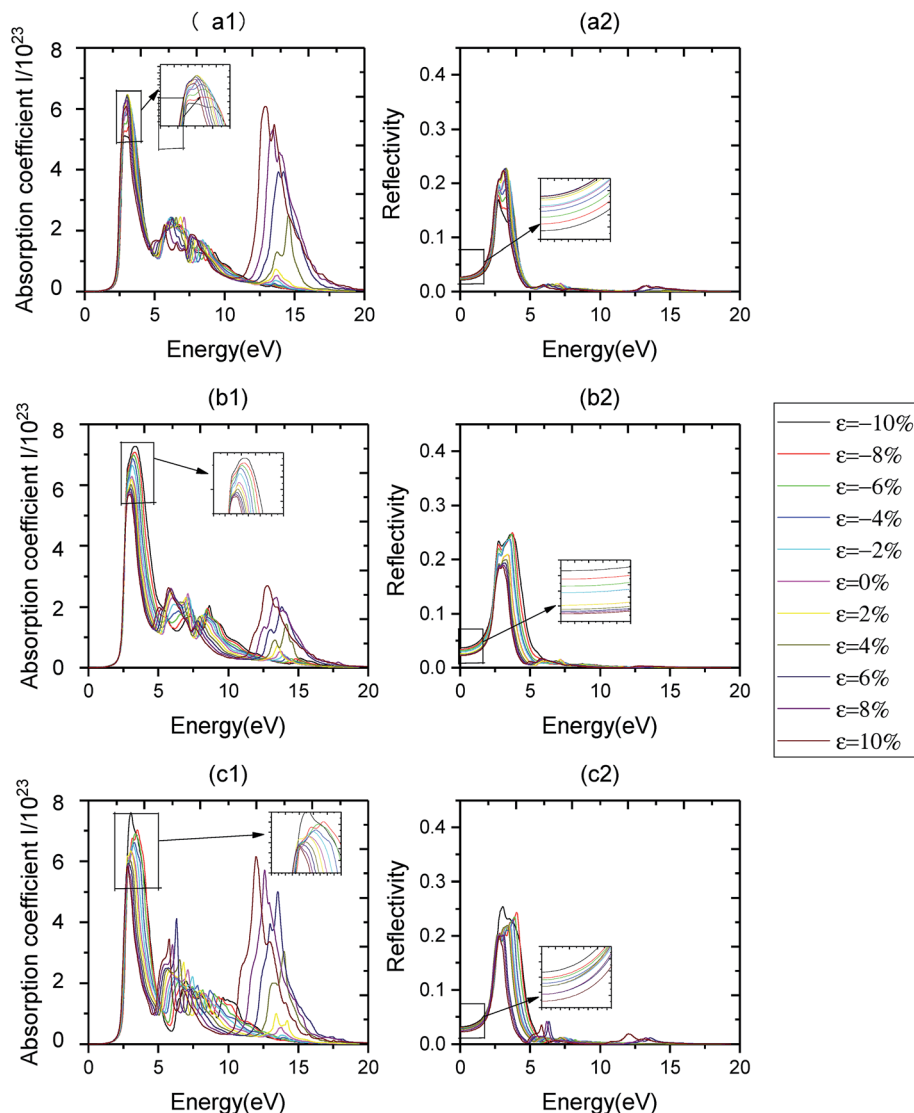 ( a1)
(a2)
Absorption coefficient I/10²³
8
6
4
2
0
0 5 10 15 20
Energy(eV)
Reflectivity
0.4
0.3
0.2
0.1
0.0
0 5 10 15 20
Energy(eV)
(b1)
(b2)
Absorption coefficient I/10²³
8
6
4
2
0
0 5 10 15 20
Energy(eV)
Reflectivity
0.4
0.3
0.2
0.1
0.0
0 5 10 15 20
Energy(eV)
ε=−10%
ε=−8%
ε=−6%
ε=−4%
ε=−2%
ε=0%
ε=2%
ε=4%
ε=6%
ε=8%
ε=10%
(c1)
(c2)
Absorption coefficient I/10²³
8
6
4
2
0
0 5 10 15 20
Energy(eV)
Reflectivity
0.4
0.3
0.2
0.1
0.0
0 5 10 15 20
Energy(eV)